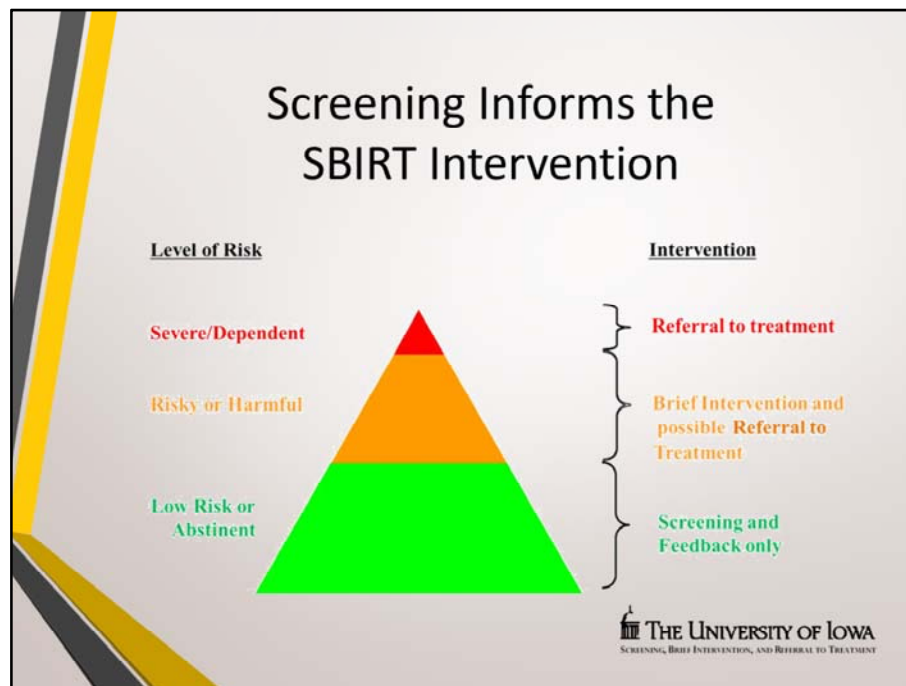 Screening Informs the
SBIRT Intervention
Level of Risk
Intervention
Severe/Dependent
Referral to treatment
Risky or Harmful
Brief Intervention and
possible Referral to
Treatment
Low Risk or
Abstinent
Screening and
Feedback only
THE UNIVERSITY OF IOWA
SCREENING, BRIEF INTERVENTION, AND REFERRAL TO TREATMENT